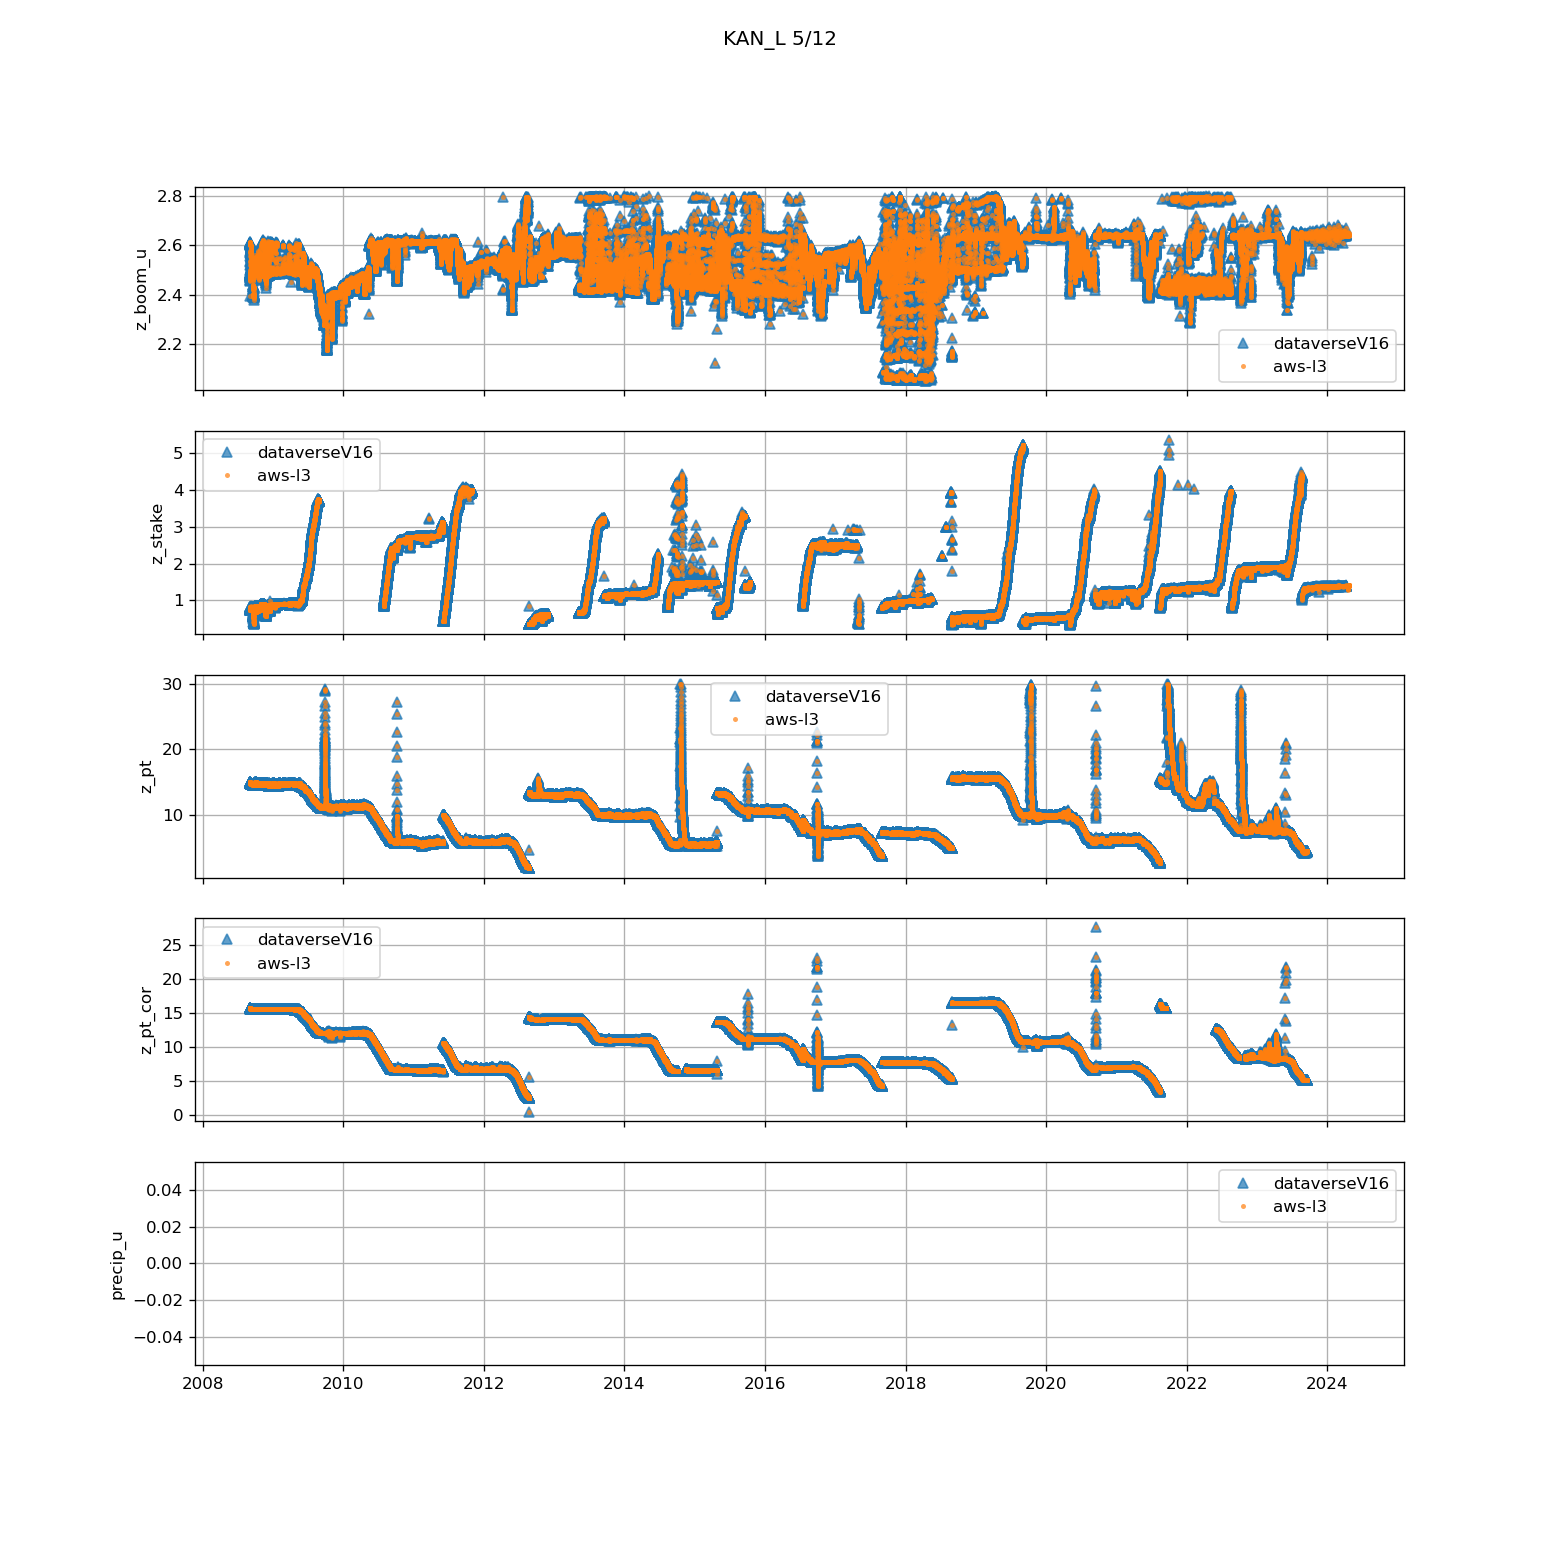 KAN_L 5/12
2.8
2.6
2.4
2.2
z_boom_u
dataverseV16
aws-l3
5
4
3
2
1
z_stake
dataverseV16
aws-l3
30
20
10
z_pt
dataverseV16
aws-l3
25
20
15
10
5
0
z_pt_cor
dataverseV16
aws-l3
0.04
0.02
0.00
−0.02
−0.04
precip_u
dataverseV16
aws-l3
2008 2010 2012 2014 2016 2018 2020 2022 2024